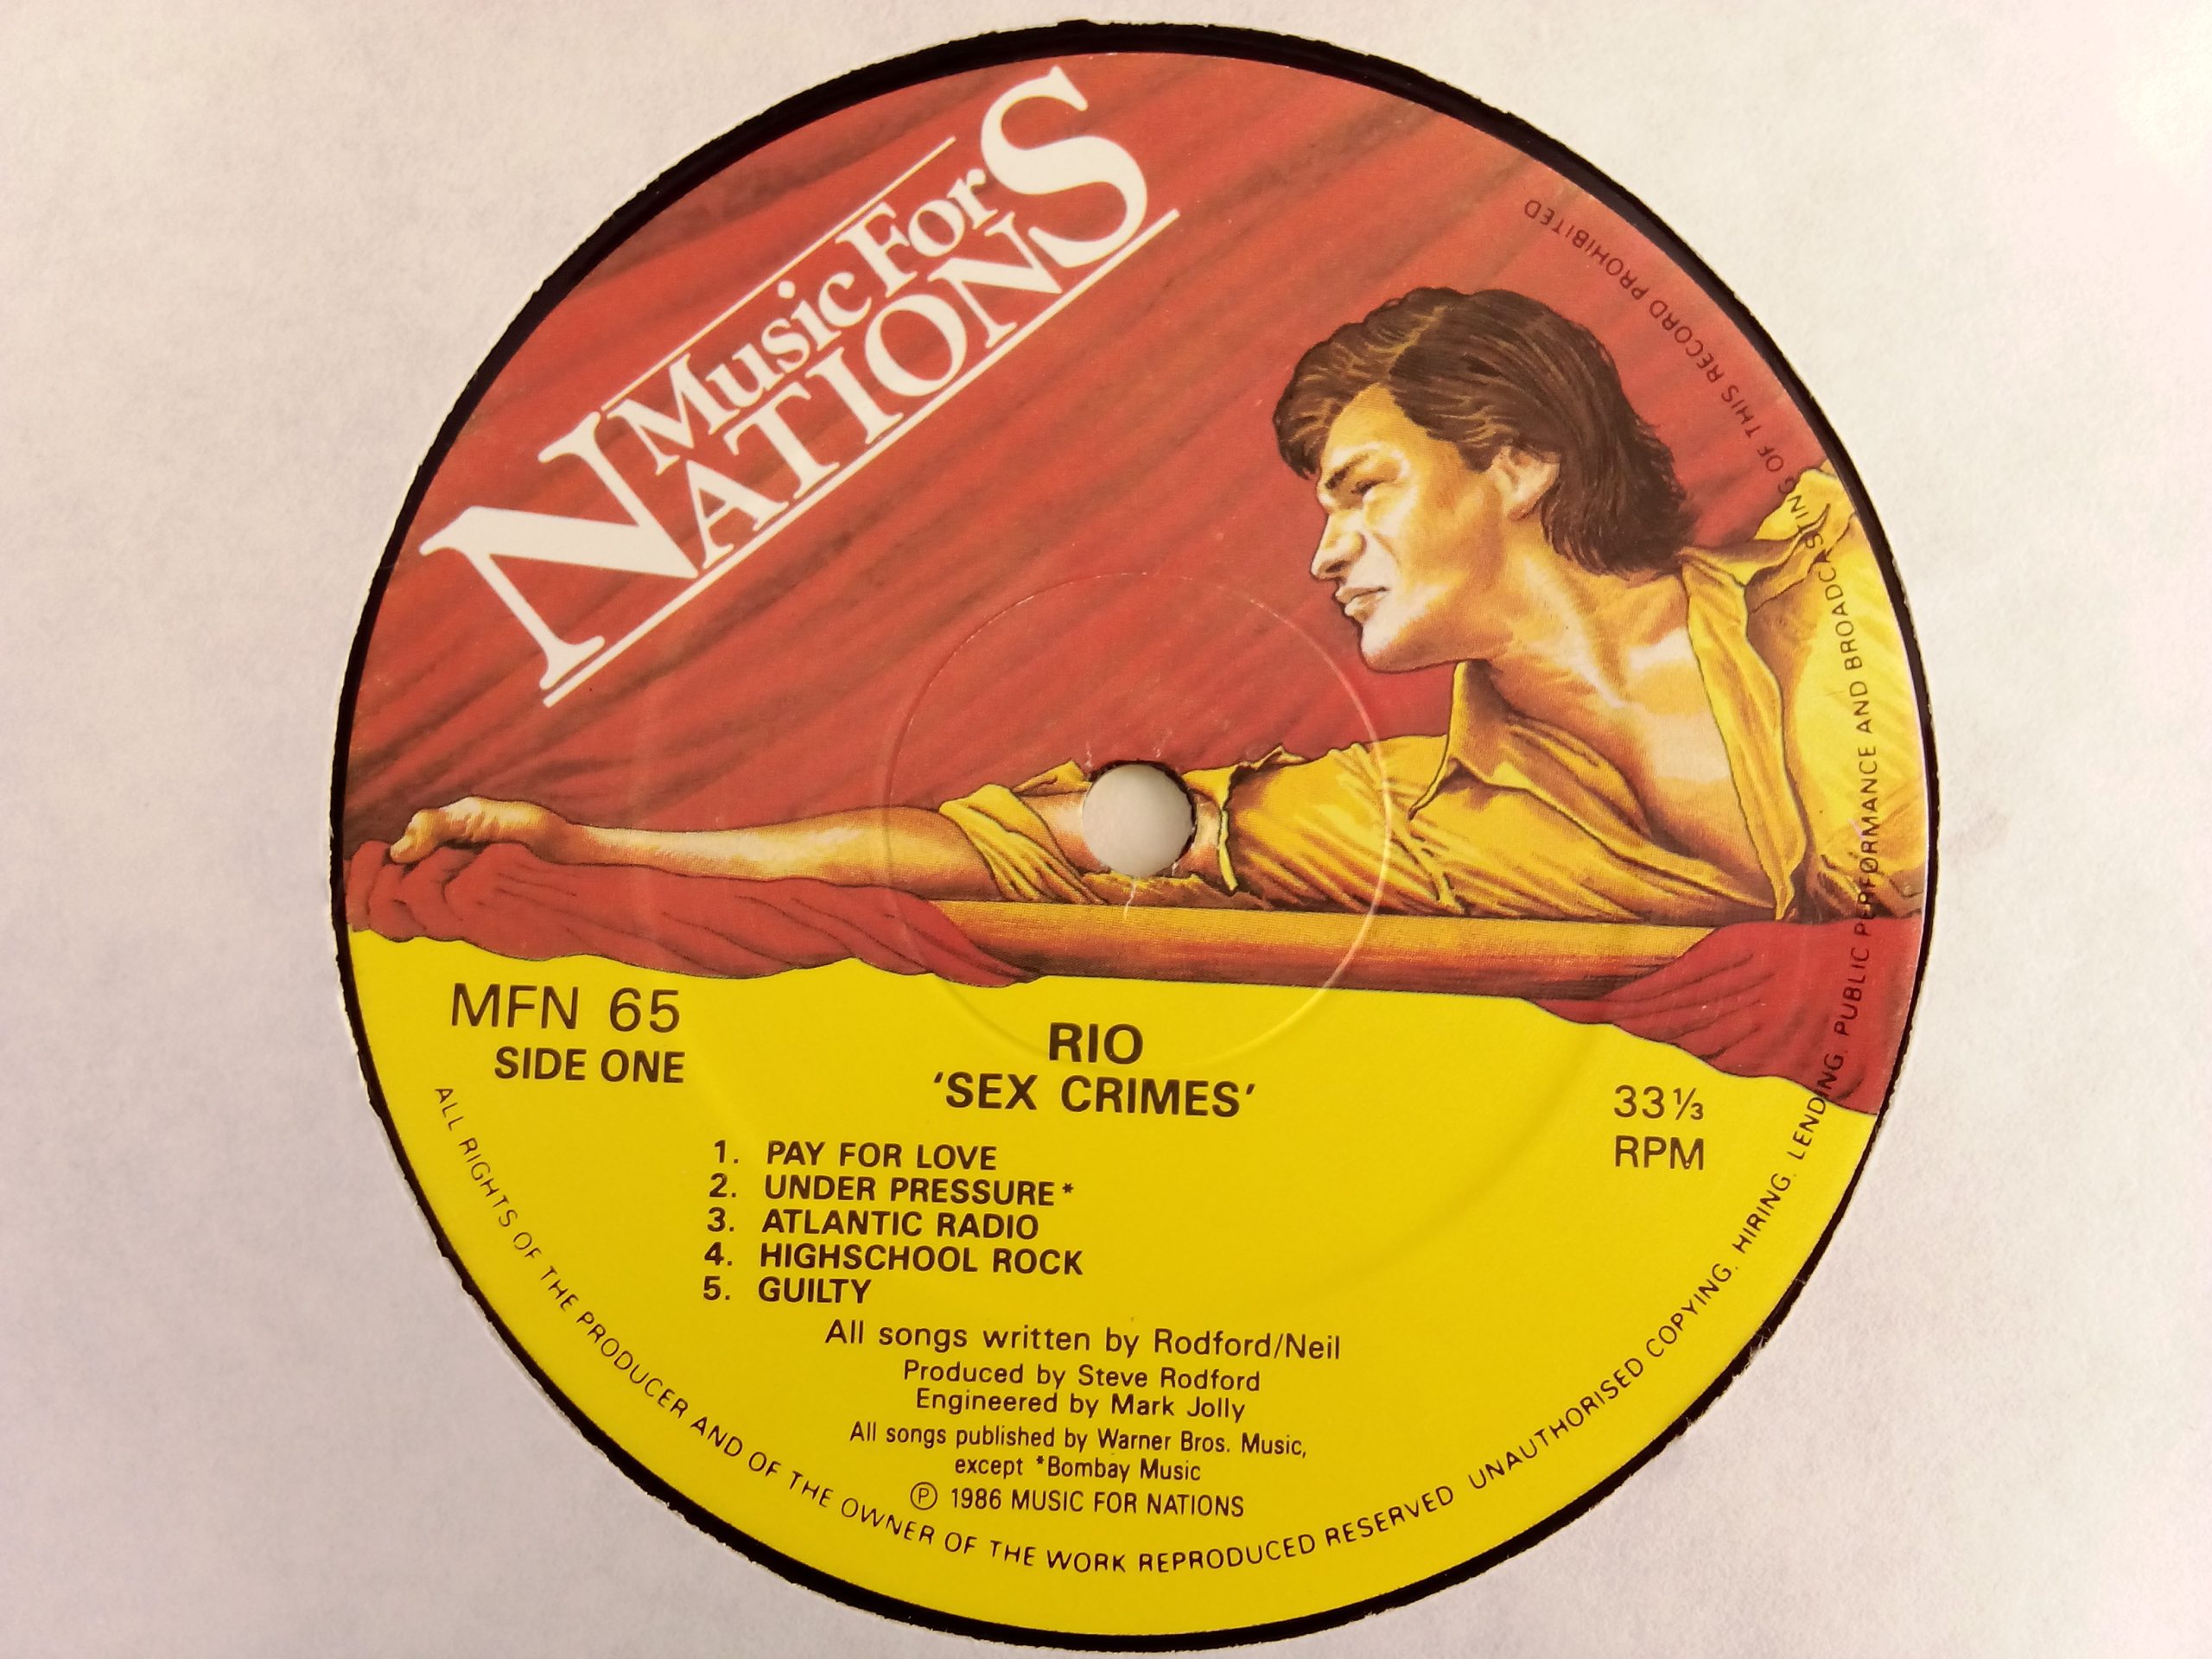 Music For
NATIONS
MFN 65
SIDE ONE
RIO
‘SEX CRIMES’
33⅓
RPM
1. PAY FOR LOVE
2. UNDER PRESSURE*
3. ATLANTIC RADIO
4. HIGHSCHOOL ROCK
5. GUILTY
All songs written by Rodford/Neil
Produced by Steve Rodford
Engineered by Mark Jolly
All songs published by Warner Bros. Music,
except *Bombay Music
℗ 1986 MUSIC FOR NATIONS
ALL RIGHTS OF THE PRODUCER AND OF THE OWNER OF THE WORK REPRODUCED RESERVED UNAUTHORISED COPYING. HIRING. LENDING. PUBLIC PERFORMANCE AND BROADCASTING OF THIS RECORD PROHIBITED